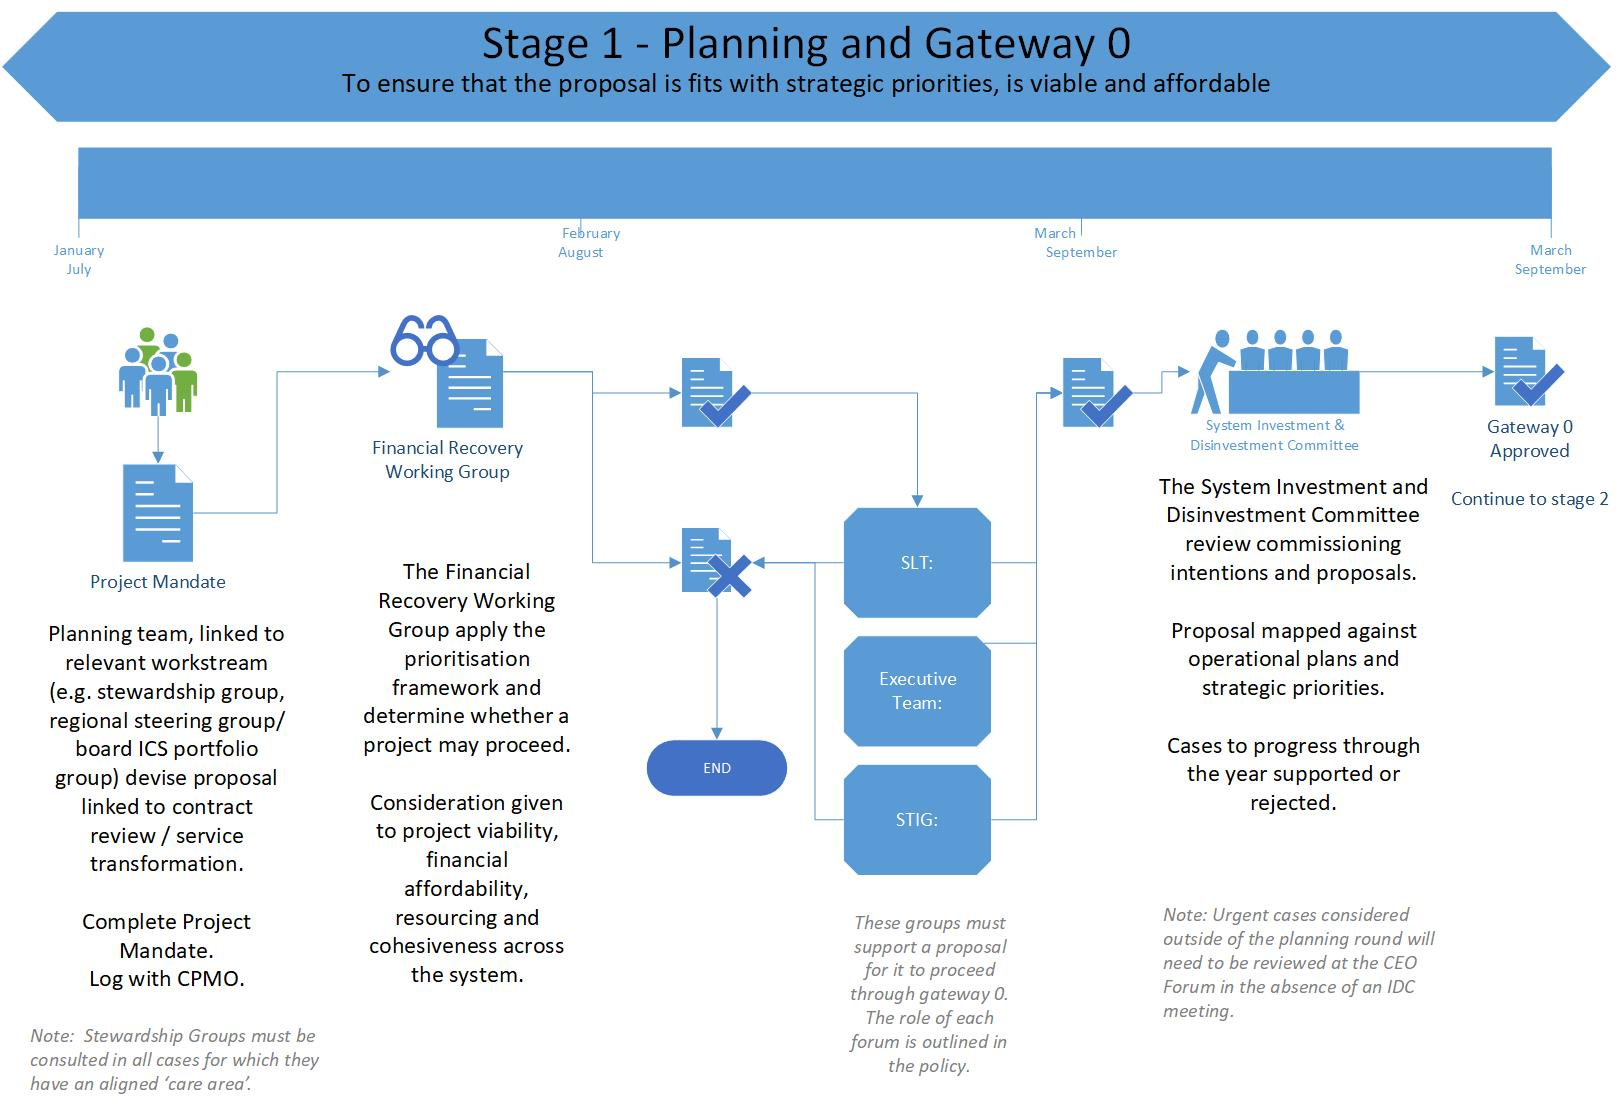 Stage 1 - Planning and Gateway 0
To ensure that the proposal is fits with strategic priorities, is viable and affordable
January
July
February
August
March
September
March
September
Project Mandate
Planning team, linked to
relevant workstream
(e.g. stewardship group,
regional steering group/
board ICS portfolio
group) devise proposal
linked to contract
review / service
transformation.
Complete Project
Mandate.
Log with CPMO.
Note:  Stewardship Groups must be
consulted in all cases for which they
have an aligned ‘care area’.
Financial Recovery
Working Group
The Financial
Recovery Working
Group apply the
prioritisation
framework and
determine whether a
project may proceed.
Consideration given
to project viability,
financial
affordability,
resourcing and
cohesiveness across
the system.
END
SLT:
Executive
Team:
STIG:
These groups must
support a proposal
for it to proceed
through gateway 0.
The role of each
forum is outlined in
the policy.
System Investment &
Disinvestment Committee
The System Investment and
Disinvestment Committee
review commissioning
intentions and proposals.
Proposal mapped against
operational plans and
strategic priorities.
Cases to progress through
the year supported or
rejected.
Note: Urgent cases considered
outside of the planning round will
need to be reviewed at the CEO
Forum in the absence of an IDC
meeting.
Gateway 0
Approved
Continue to stage 2